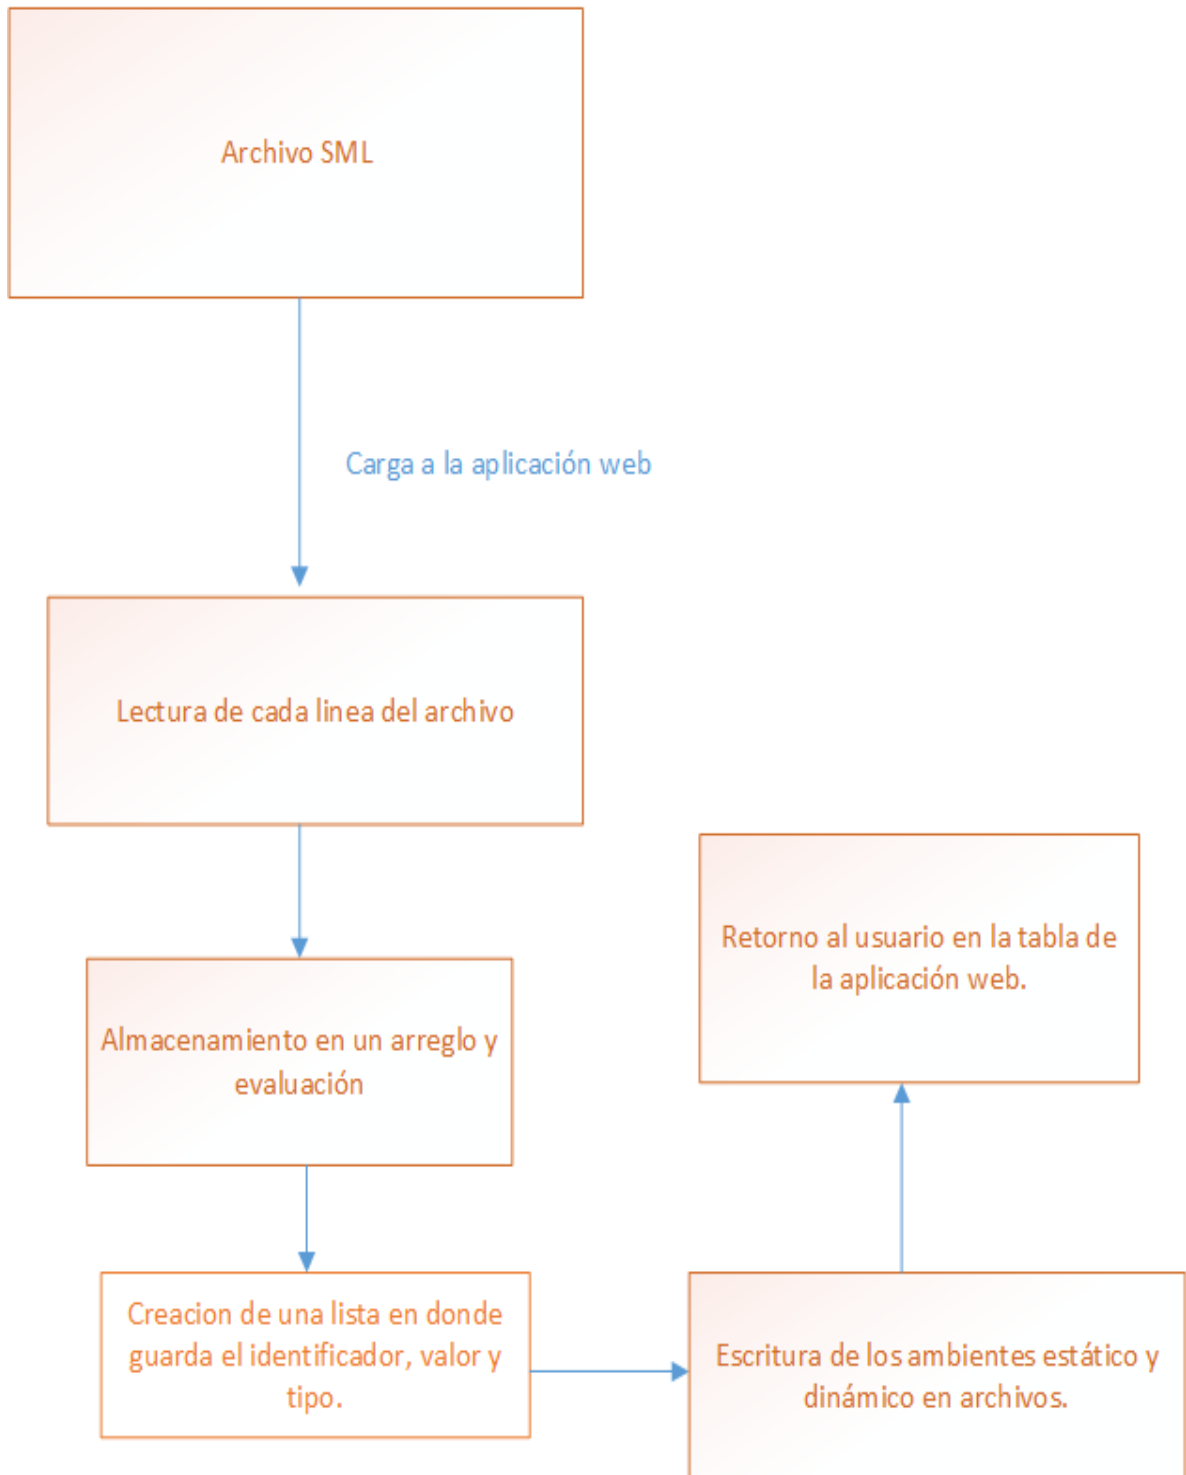 Archivo SML
Carga a la aplicación web
Lectura de cada linea del archivo
Almacenamiento en un arreglo y
evaluación
Creacion de una lista en donde
guarda el identificador, valor y
tipo.
Escritura de los ambientes estático y
dinámico en archivos.
Retorno al usuario en la tabla de
la aplicación web.